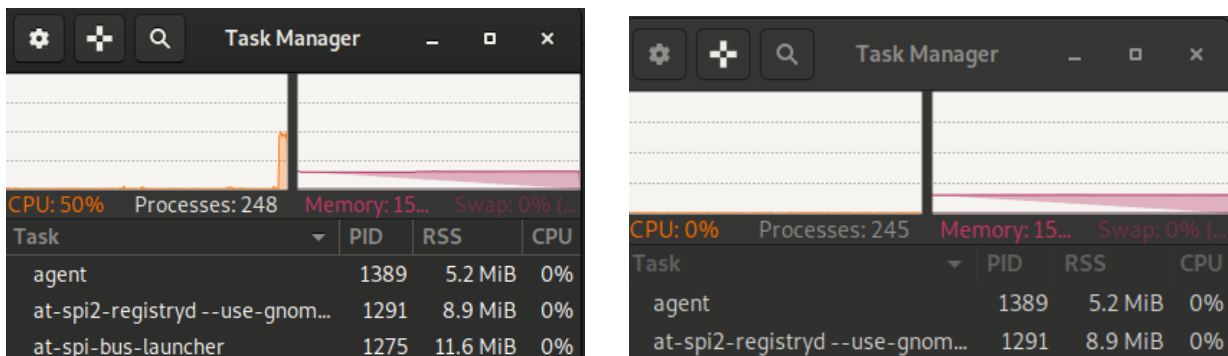 Task Manager
CPU: 50% Processes: 248 Memory: 15... Swap: 0% (...
Task PID RSS CPU
agent 1389 5.2 MiB 0%
at-spi2-registryd --use-gnom... 1291 8.9 MiB 0%
at-spi-bus-launcher 1275 11.6 MiB 0%
Task Manager
CPU: 0% Processes: 245 Memory: 15... Swap: 0% (...
Task PID RSS CPU
agent 1389 5.2 MiB 0%
at-spi2-registryd --use-gnom... 1291 8.9 MiB 0%